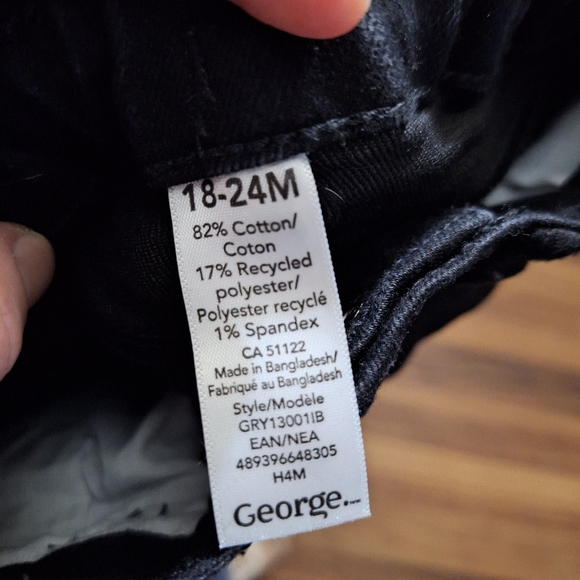 18-24M
82% Cotton/
Coton
17% Recycled
polyester/
Polyester recyclé
1% Spandex
CA 51122
Made in Bangladesh/
Fabriqué au Bangladesh
Style/Modèle
GRY13001IB
EAN/NEA
489396648305
H4M
George.